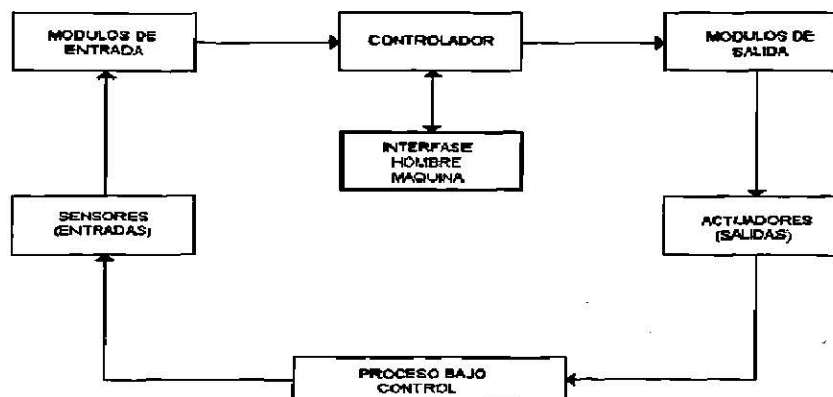 MODULOS DE
ENTRADA
CONTROLADOR
MODULOS DE
SALIDA
INTERFASE
HOMBRE
MAQUINA
SENSORES
(ENTRADAS)
ACTUADORES
(SALIDAS)
PROCESO BAJO
CONTROL